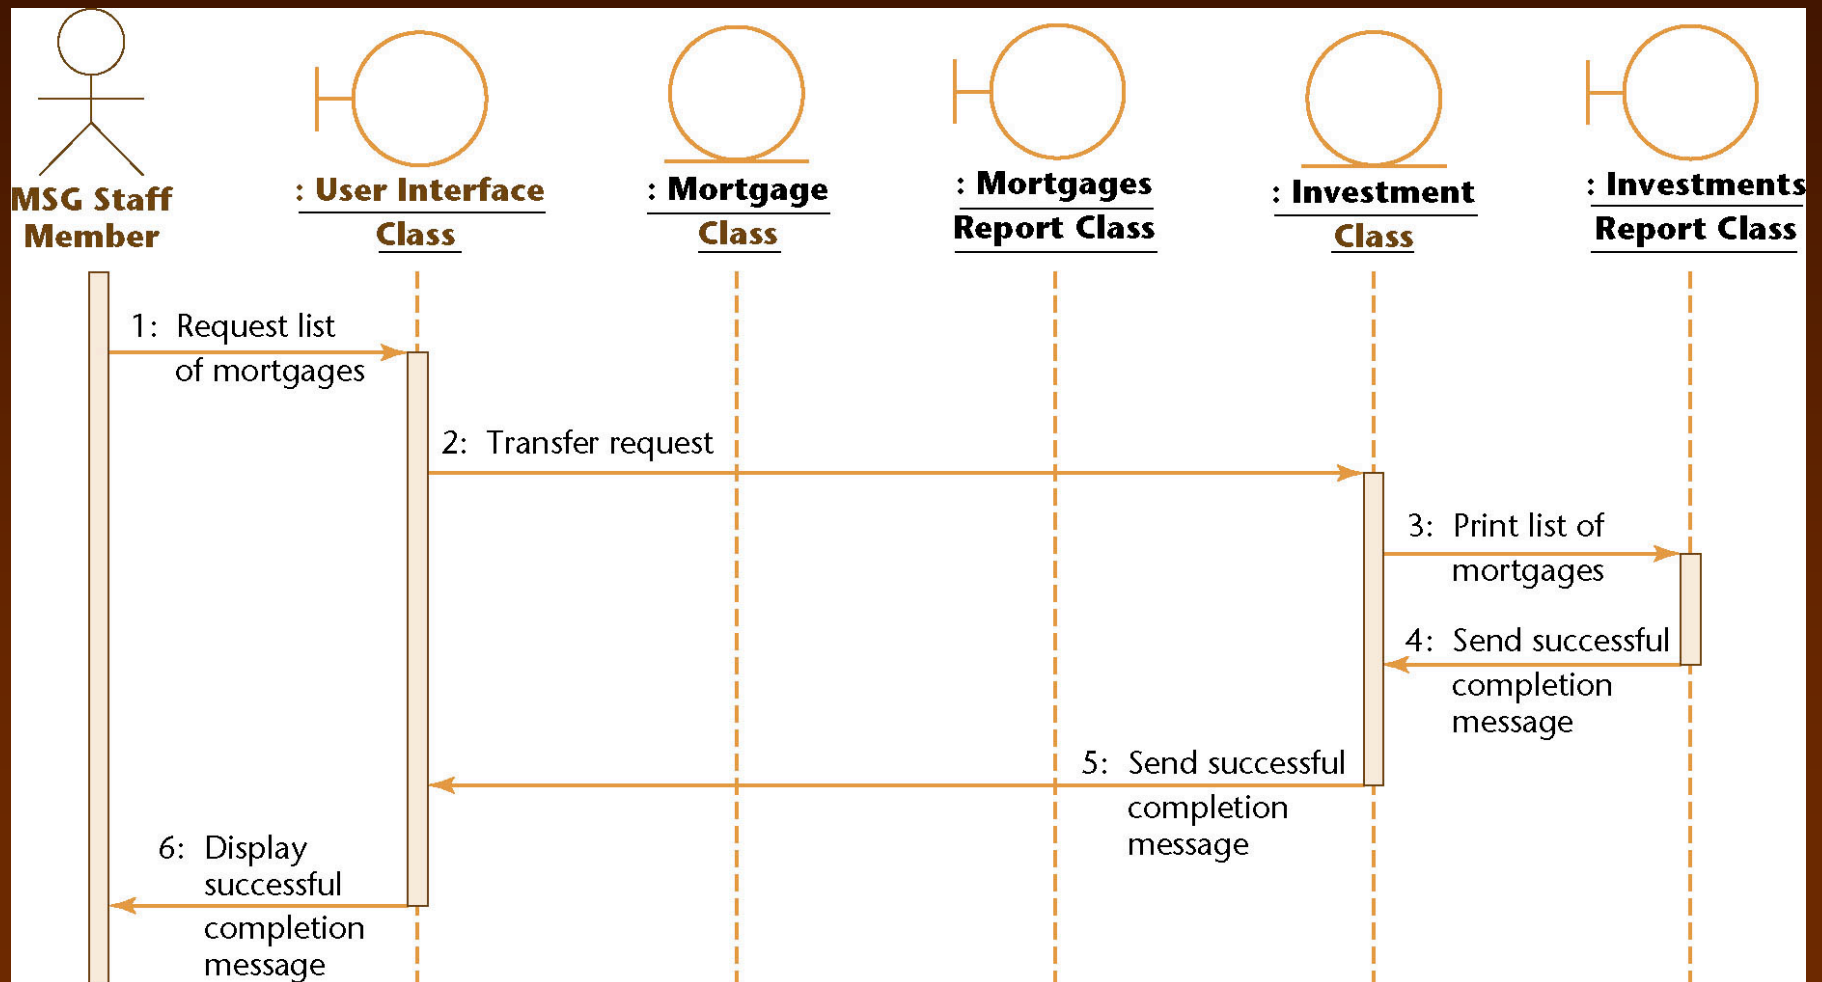 MSG Staff
Member
: User Interface
Class
: Mortgage
Class
: Mortgages
Report Class
: Investment
Class
: Investments
Report Class
1: Request list
of mortgages
2: Transfer request
3: Print list of
mortgages
4: Send successful
completion
message
5: Send successful
completion
message
6: Display
successful
completion
message